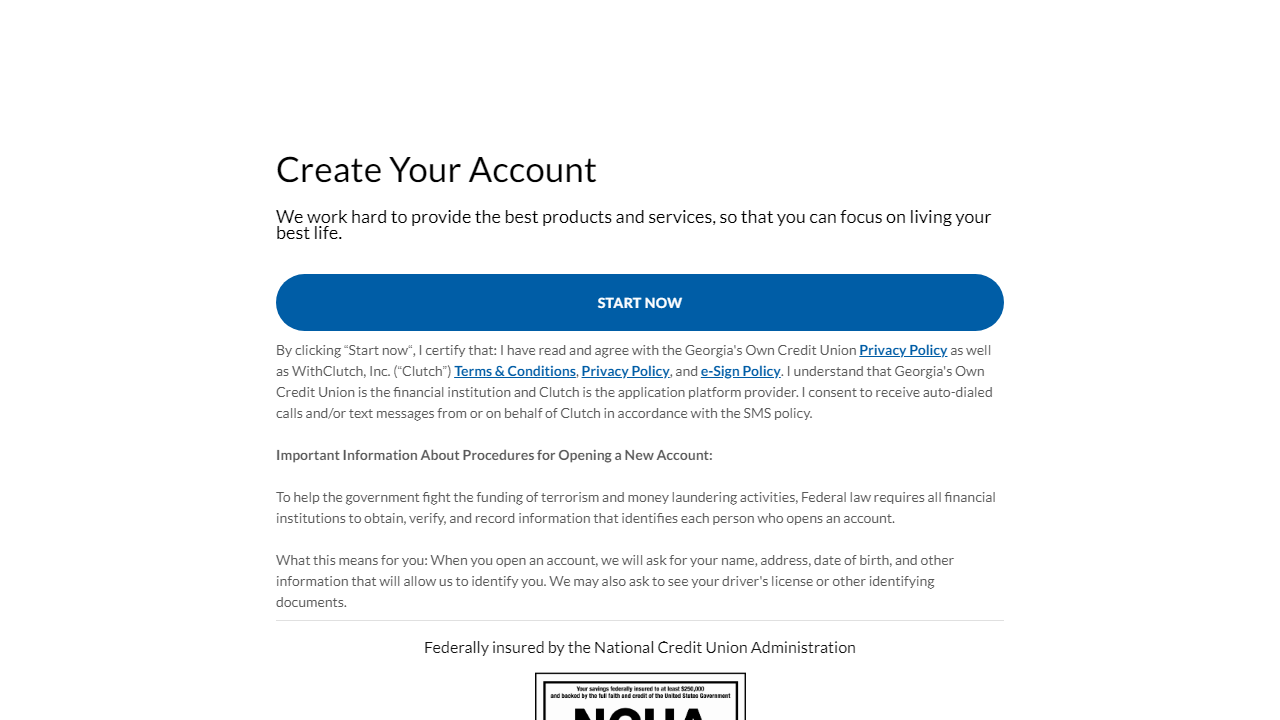 Create Your Account
We work hard to provide the best products and services, so that you can focus on living your
best life.
START NOW
By clicking “Start now“, I certify that: I have read and agree with the Georgia's Own Credit Union Privacy Policy as well
as WithClutch, Inc. (“Clutch”) Terms & Conditions, Privacy Policy, and e-Sign Policy. I understand that Georgia's Own
Credit Union is the financial institution and Clutch is the application platform provider. I consent to receive auto-dialed
calls and/or text messages from or on behalf of Clutch in accordance with the SMS policy.
Important Information About Procedures for Opening a New Account:
To help the government fight the funding of terrorism and money laundering activities, Federal law requires all financial
institutions to obtain, verify, and record information that identifies each person who opens an account.
What this means for you: When you open an account, we will ask for your name, address, date of birth, and other
information that will allow us to identify you. We may also ask to see your driver's license or other identifying
documents.
Federally insured by the National Credit Union Administration
Your savings federally insured to at least $250,000
and backed by the full faith and credit of the United States Government
NCUA